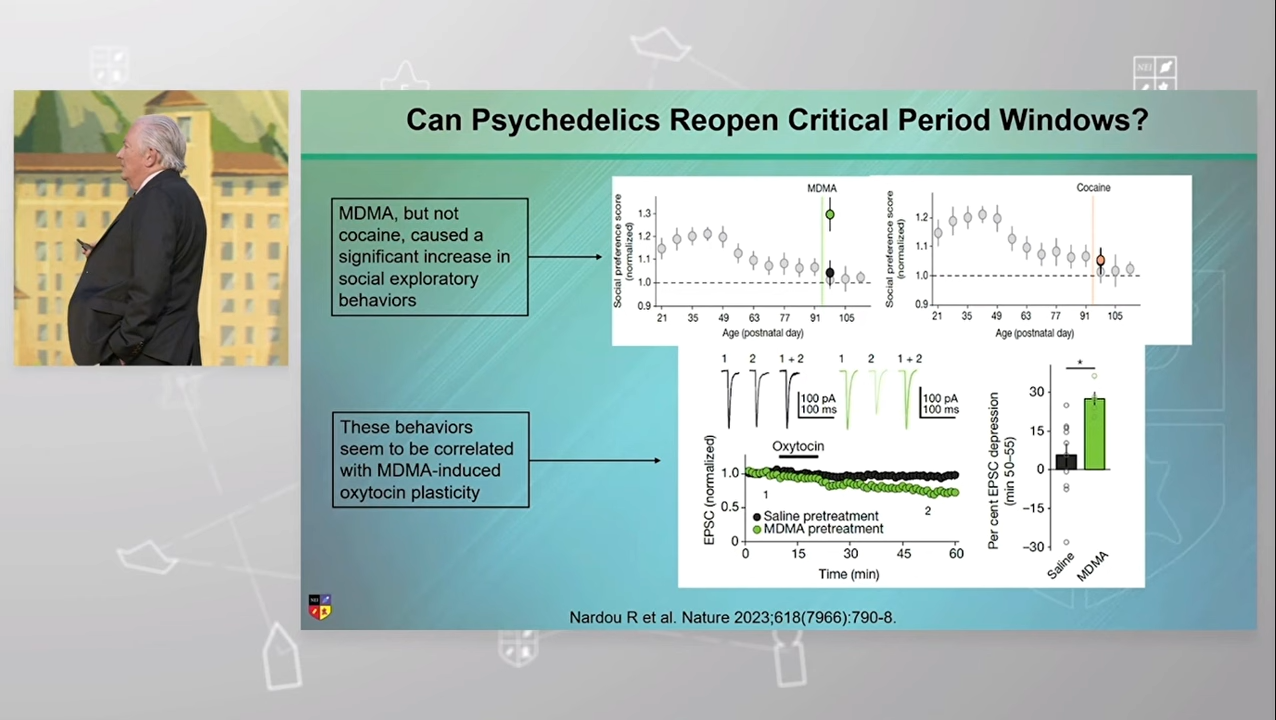 NEI
Can Psychedelics Reopen Critical Period Windows?
MDMA, but not
cocaine, caused a
significant increase in
social exploratory
behaviors
MDMA
Social preference score
(normalized)
1.3
1.2
1.1
1.0
0.9
21 35 49 63 77 91 105
Age (postnatal day)
Cocaine
Social preference score
(normalized)
1.2
1.1
1.0
0.9
21 35 49 63 77 91 105
Age (postnatal day)
These behaviors
seem to be correlated
with MDMA-induced
oxytocin plasticity
1 2 1 + 2
100 pA
100 ms
1 2 1 + 2
100 pA
100 ms
Oxytocin
EPSC (normalized)
1.0
0.5
0
1
2
Saline pretreatment
MDMA pretreatment
0 15 30 45 60
Time (min)
*
Per cent EPSC depression
(min 50–55)
30
15
0
−15
−30
Saline
MDMA
NEI
Nardou R et al. Nature 2023;618(7966):790-8.